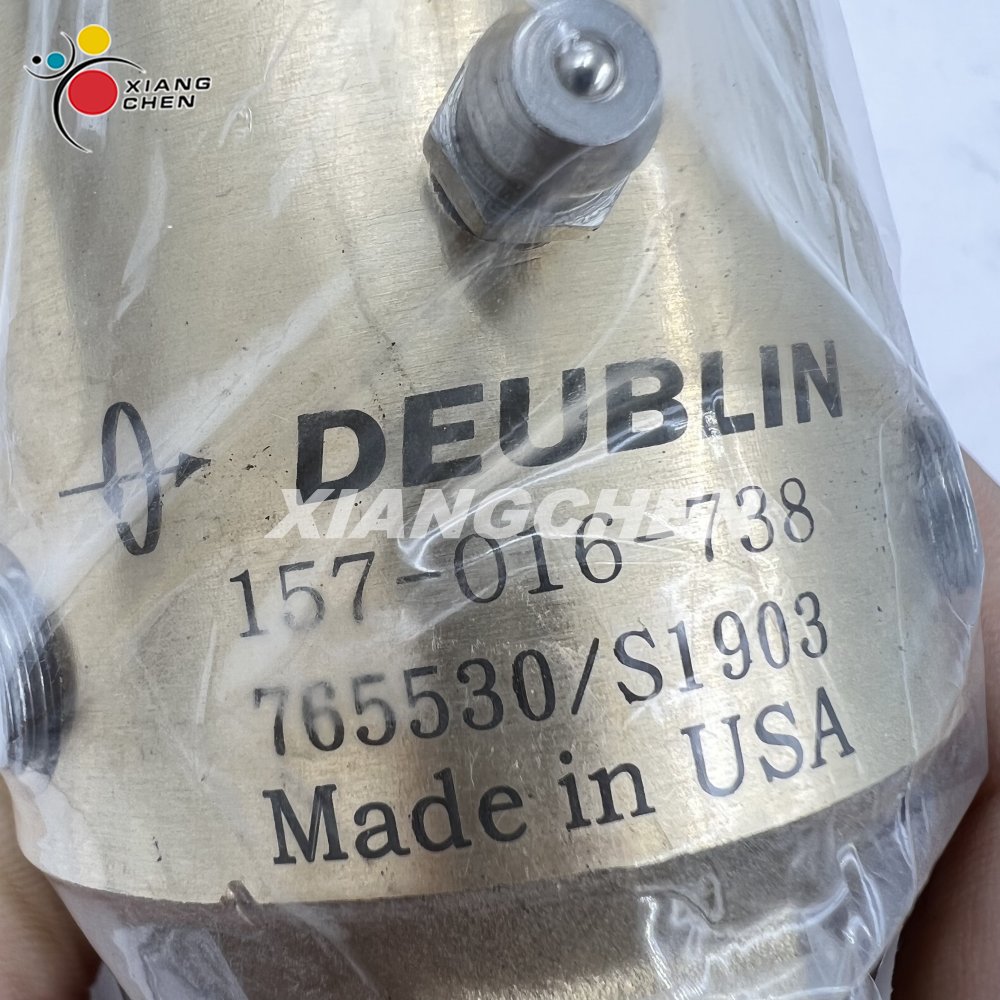 XIANG
CHEN
DEUBLIN
XIANGCHEN
157-016-738
765530/S1903
Made in USA